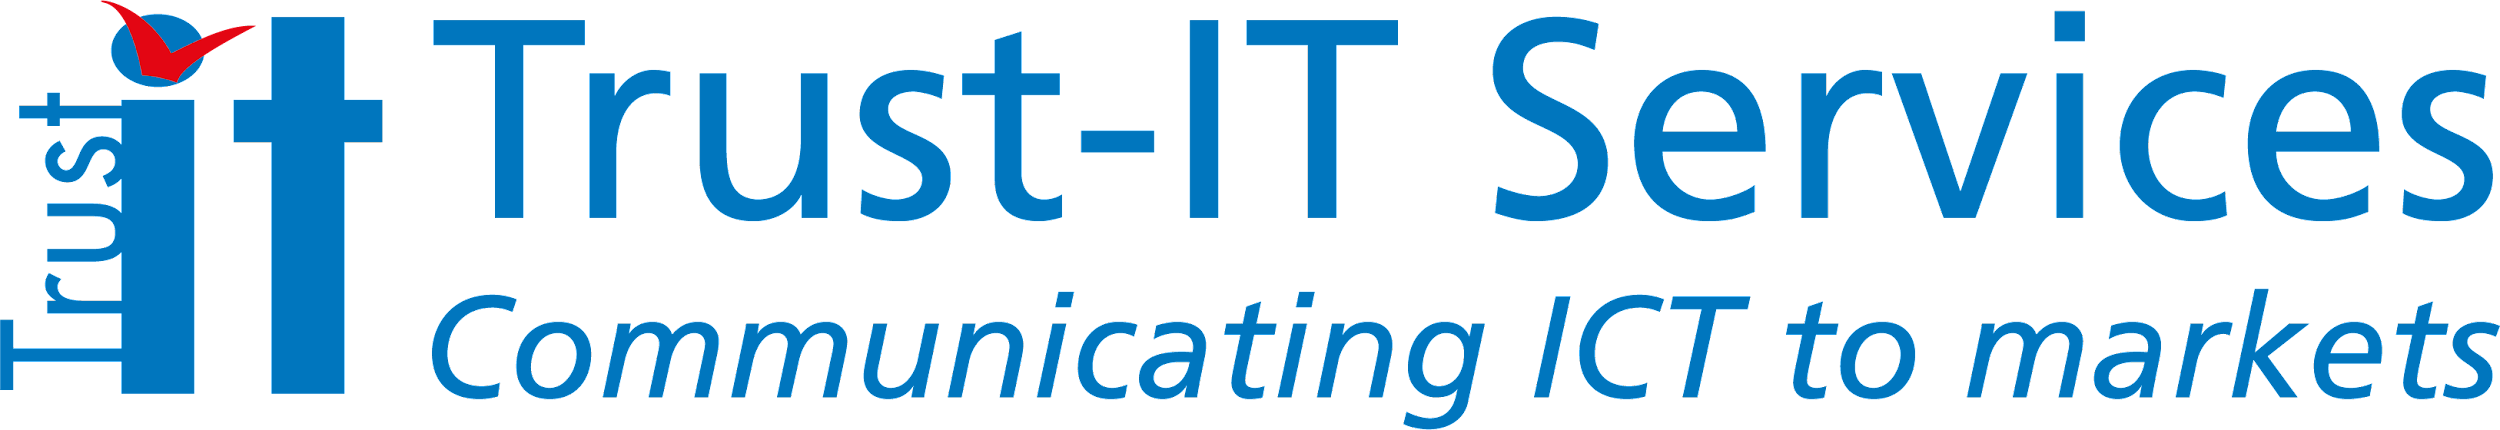 Trust it
Trust-IT Services
Communicating ICT to markets